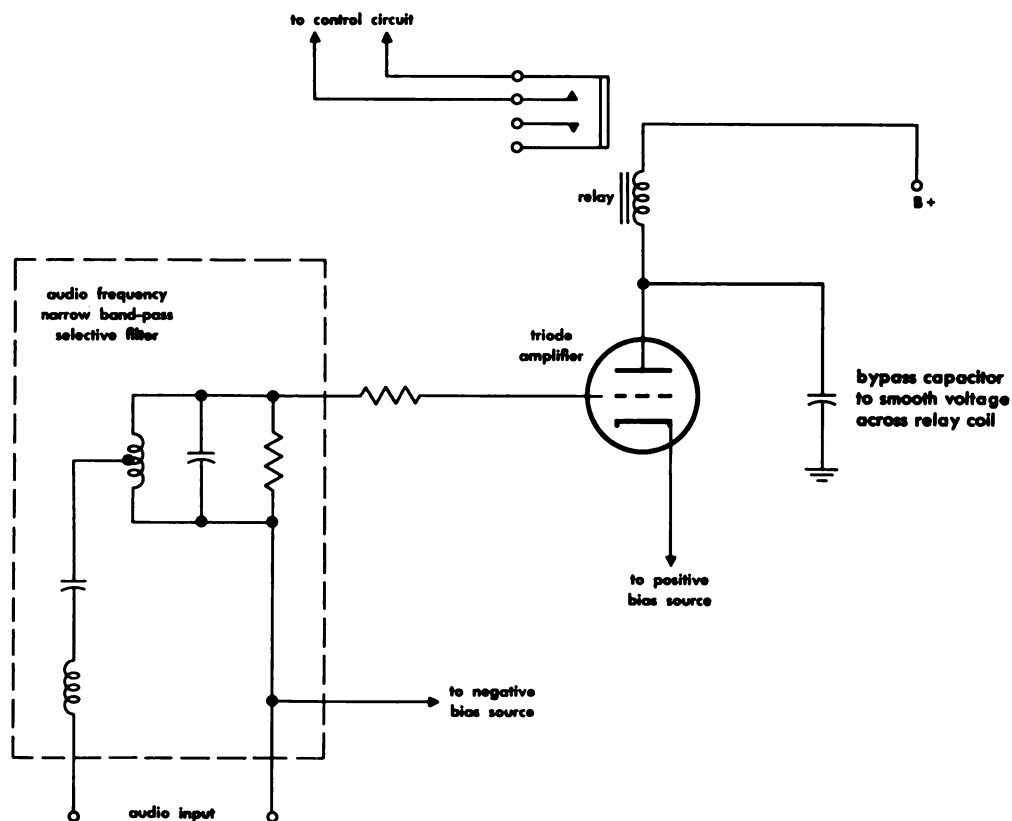 to control circuit
relay
B +
audio frequency
narrow band-pass
selective filter
triode
amplifier
bypass capacitor
to smooth voltage
across relay coil
to positive
bias source
to negative
bias source
audio input